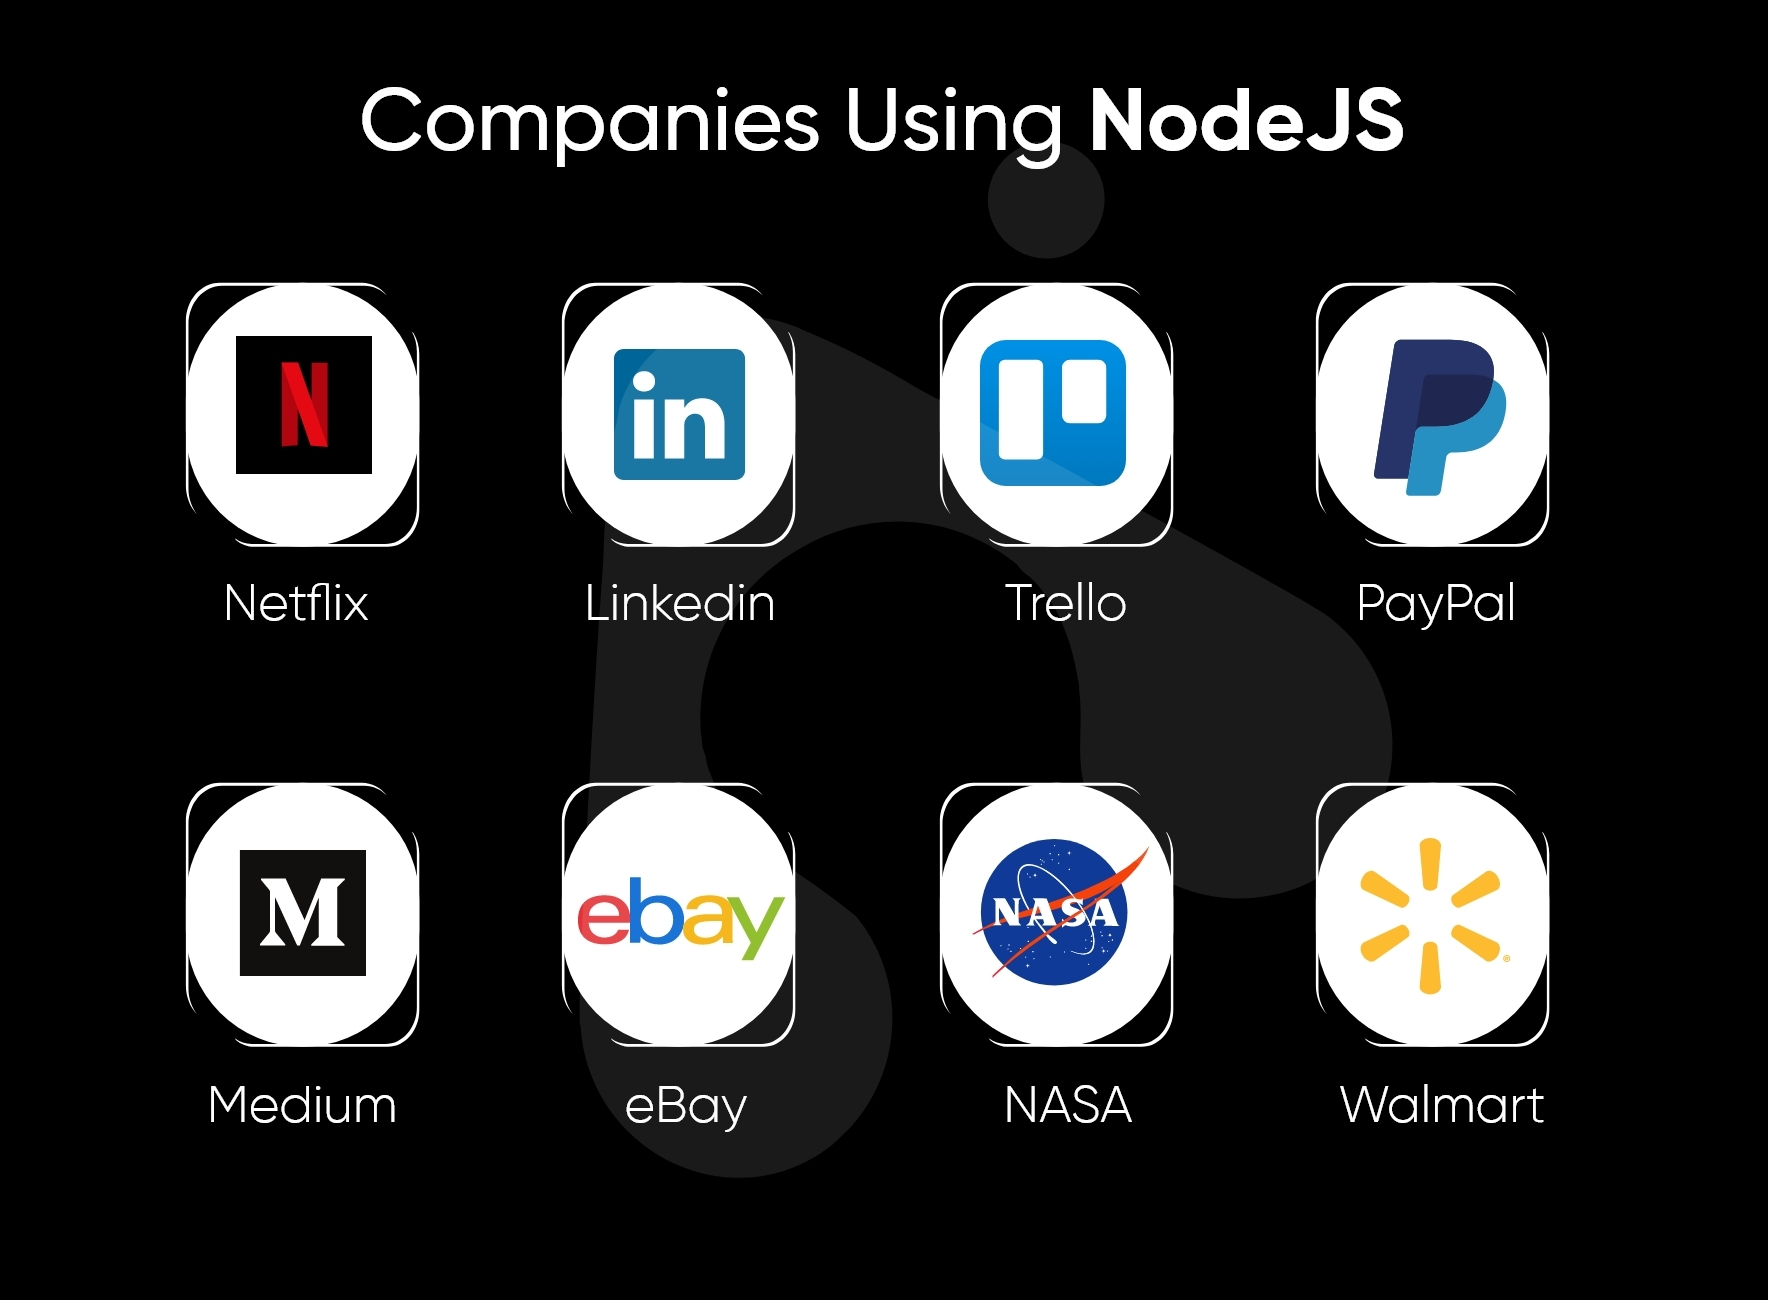 Companies Using NodeJS
N
in
P
Netflix
Linkedin
Trello
PayPal
M
ebay
NASA
®
Medium
eBay
NASA
Walmart